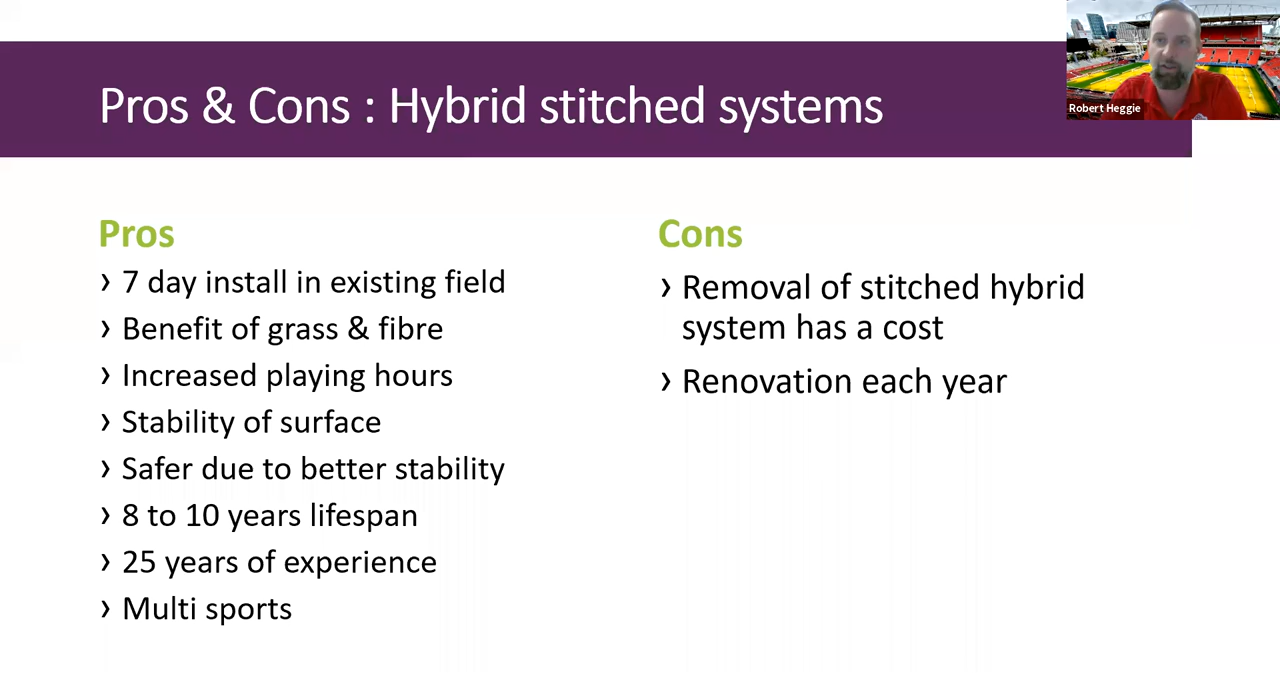 Pros & Cons : Hybrid stitched systems
Robert Heggie
Pros
› 7 day install in existing field
› Benefit of grass & fibre
› Increased playing hours
› Stability of surface
› Safer due to better stability
› 8 to 10 years lifespan
› 25 years of experience
› Multi sports
Cons
› Removal of stitched hybrid
system has a cost
› Renovation each year